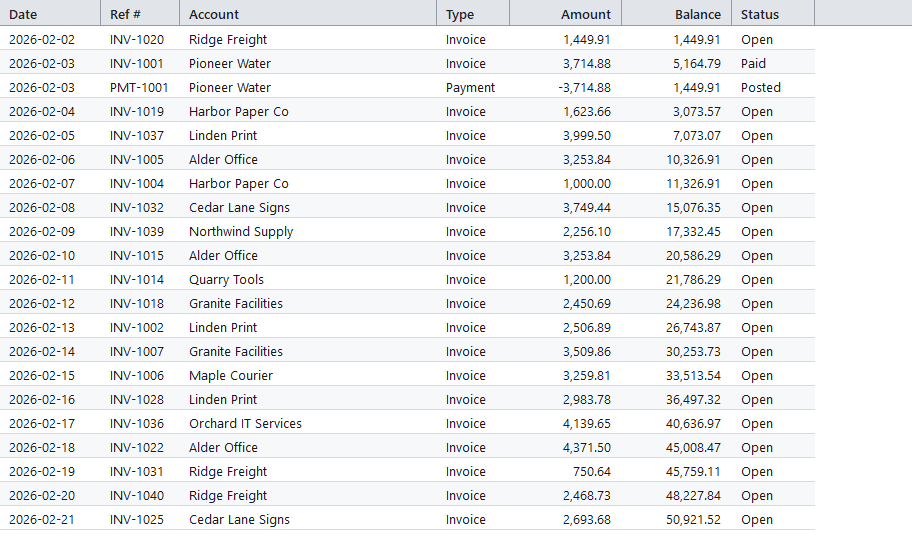 Date Ref # Account Type Amount Balance Status
2026-02-02 INV-1020 Ridge Freight Invoice 1,449.91 1,449.91 Open
2026-02-03 INV-1001 Pioneer Water Invoice 3,714.88 5,164.79 Paid
2026-02-03 PMT-1001 Pioneer Water Payment -3,714.88 1,449.91 Posted
2026-02-04 INV-1019 Harbor Paper Co Invoice 1,623.66 3,073.57 Open
2026-02-05 INV-1037 Linden Print Invoice 3,999.50 7,073.07 Open
2026-02-06 INV-1005 Alder Office Invoice 3,253.84 10,326.91 Open
2026-02-07 INV-1004 Harbor Paper Co Invoice 1,000.00 11,326.91 Open
2026-02-08 INV-1032 Cedar Lane Signs Invoice 3,749.44 15,076.35 Open
2026-02-09 INV-1039 Northwind Supply Invoice 2,256.10 17,332.45 Open
2026-02-10 INV-1015 Alder Office Invoice 3,253.84 20,586.29 Open
2026-02-11 INV-1014 Quarry Tools Invoice 1,200.00 21,786.29 Open
2026-02-12 INV-1018 Granite Facilities Invoice 2,450.69 24,236.98 Open
2026-02-13 INV-1002 Linden Print Invoice 2,506.89 26,743.87 Open
2026-02-14 INV-1007 Granite Facilities Invoice 3,509.86 30,253.73 Open
2026-02-15 INV-1006 Maple Courier Invoice 3,259.81 33,513.54 Open
2026-02-16 INV-1028 Linden Print Invoice 2,983.78 36,497.32 Open
2026-02-17 INV-1036 Orchard IT Services Invoice 4,139.65 40,636.97 Open
2026-02-18 INV-1022 Alder Office Invoice 4,371.50 45,008.47 Open
2026-02-19 INV-1031 Ridge Freight Invoice 750.64 45,759.11 Open
2026-02-20 INV-1040 Ridge Freight Invoice 2,468.73 48,227.84 Open
2026-02-21 INV-1025 Cedar Lane Signs Invoice 2,693.68 50,921.52 Open